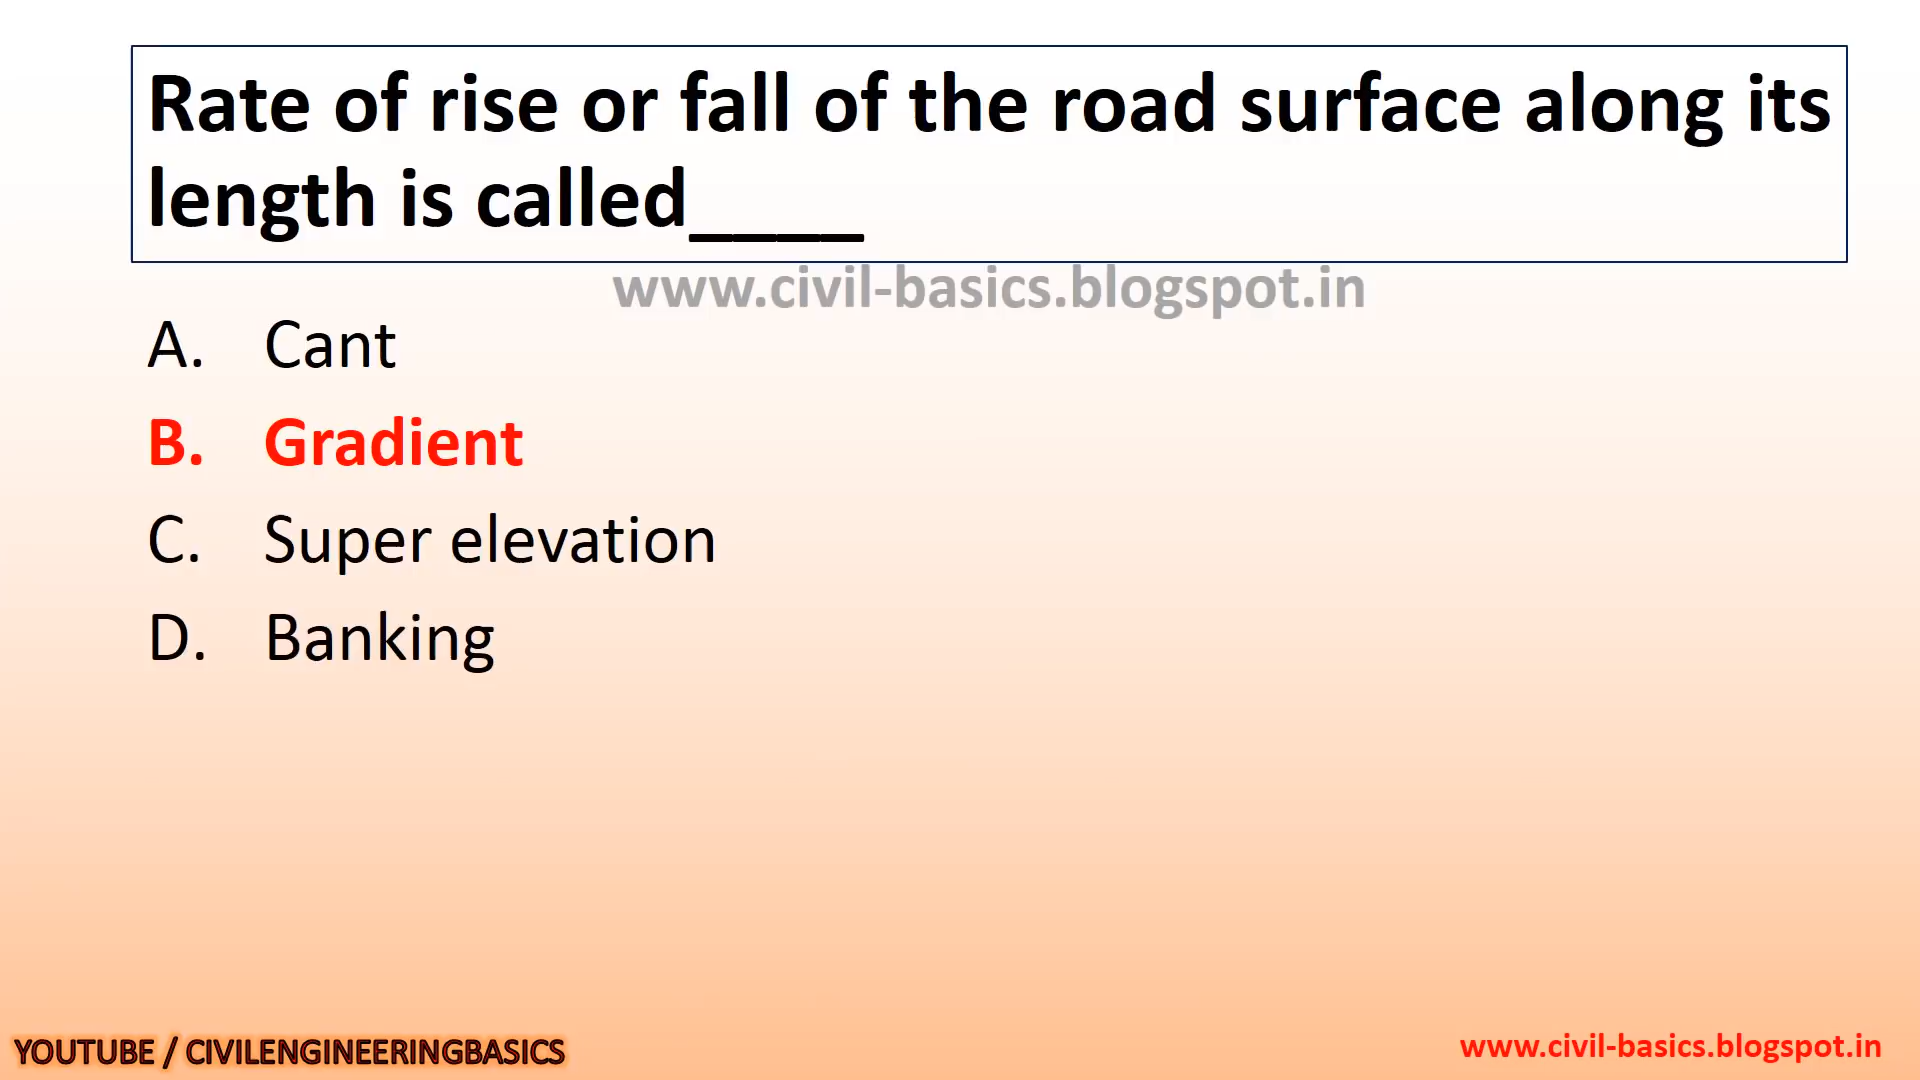 Rate of rise or fall of the road surface along its
length is called____
www.civil-basics.blogspot.in
A. Cant
B. Gradient
C. Super elevation
D. Banking
YOUTUBE / CIVILENGINEERINGBASICS
www.civil-basics.blogspot.in